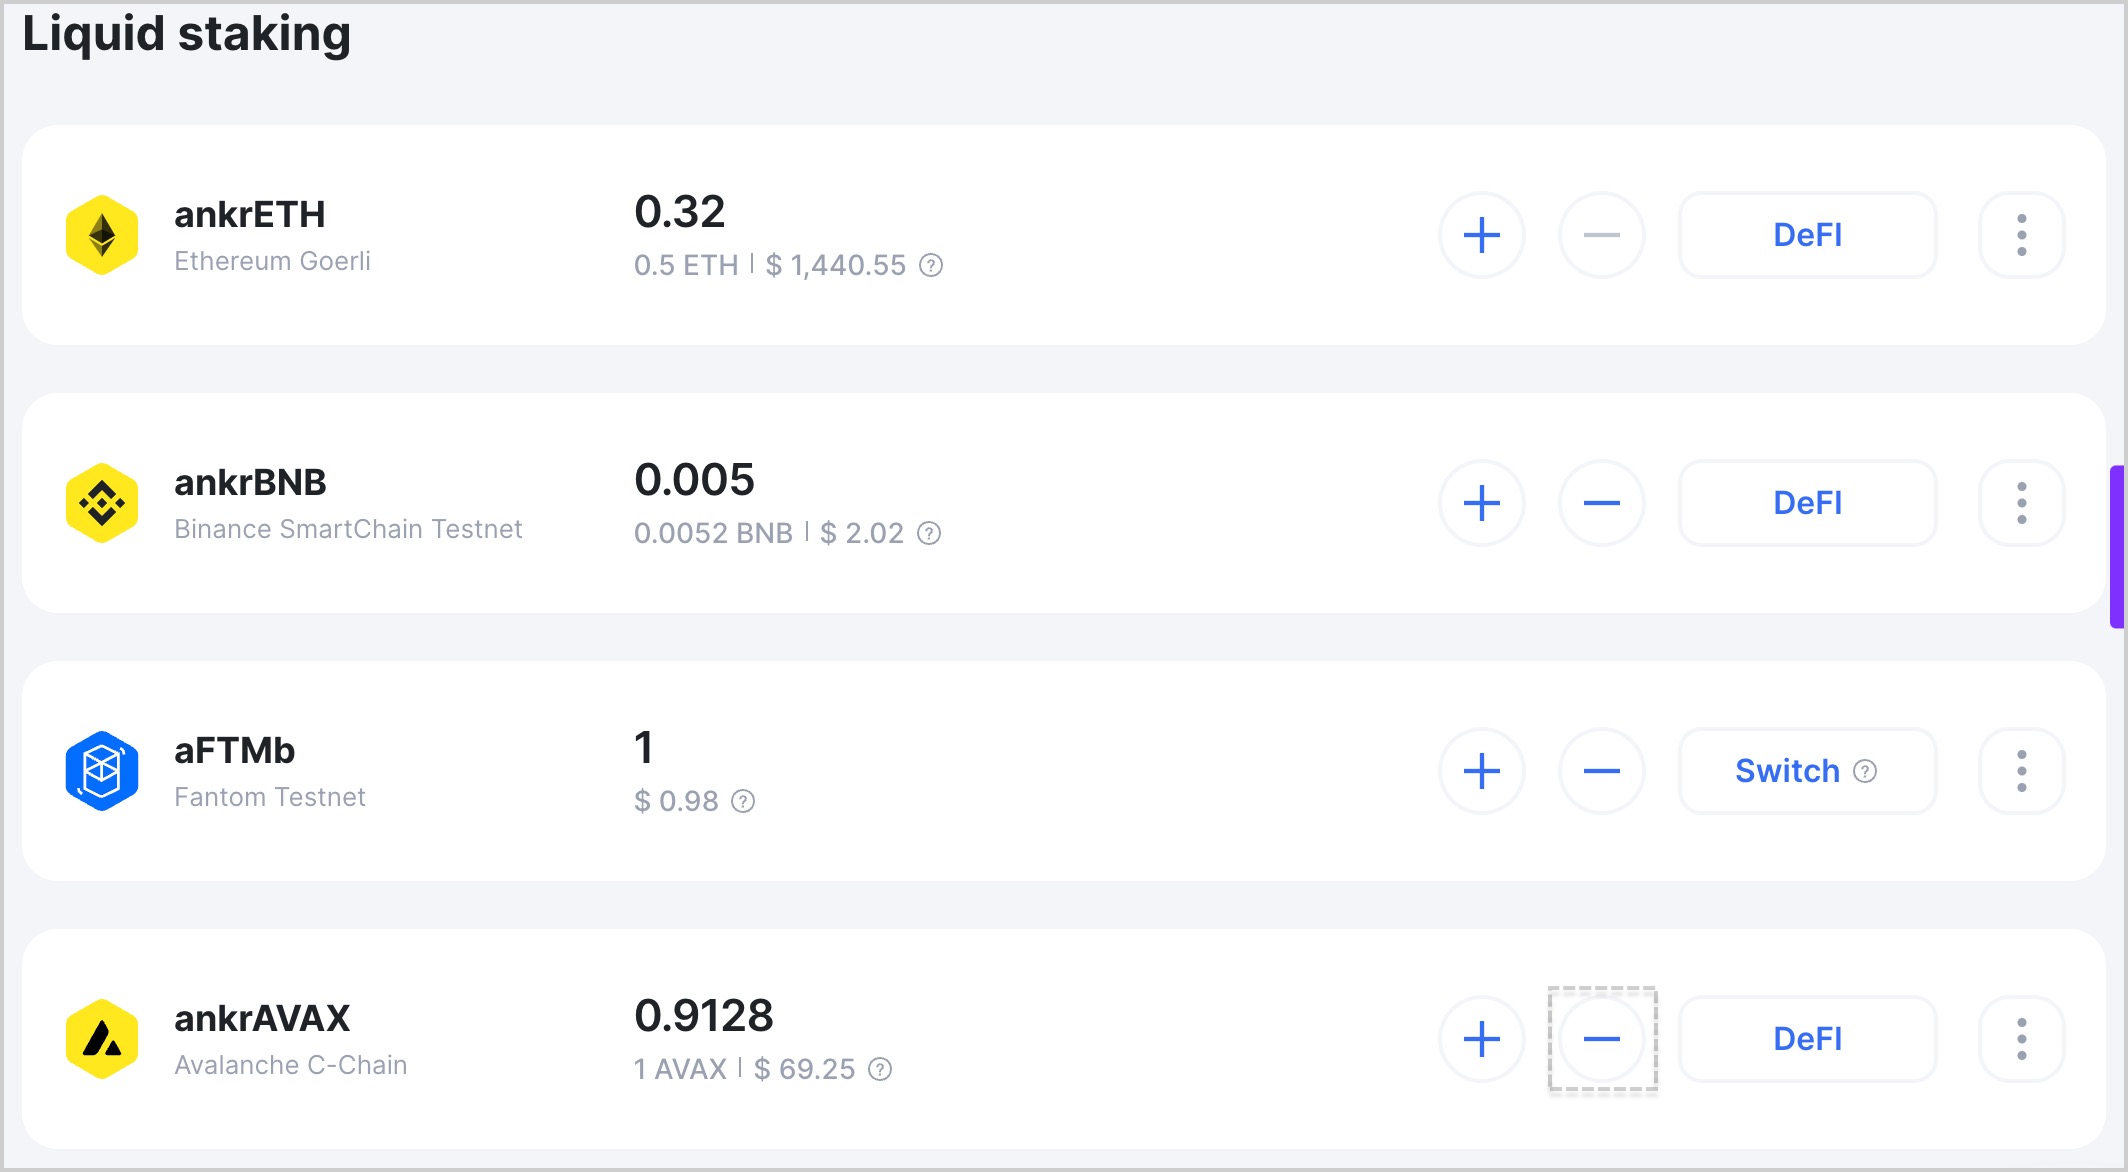 Liquid staking
ankrETH
Ethereum Goerli
0.32
0.5 ETH | $ 1,440.55 ?
DeFI
ankrBNB
Binance SmartChain Testnet
0.005
0.0052 BNB | $ 2.02 ?
DeFI
aFTMb
Fantom Testnet
1
$ 0.98 ?
Switch ?
ankrAVAX
Avalanche C-Chain
0.9128
1 AVAX | $ 69.25 ?
DeFI